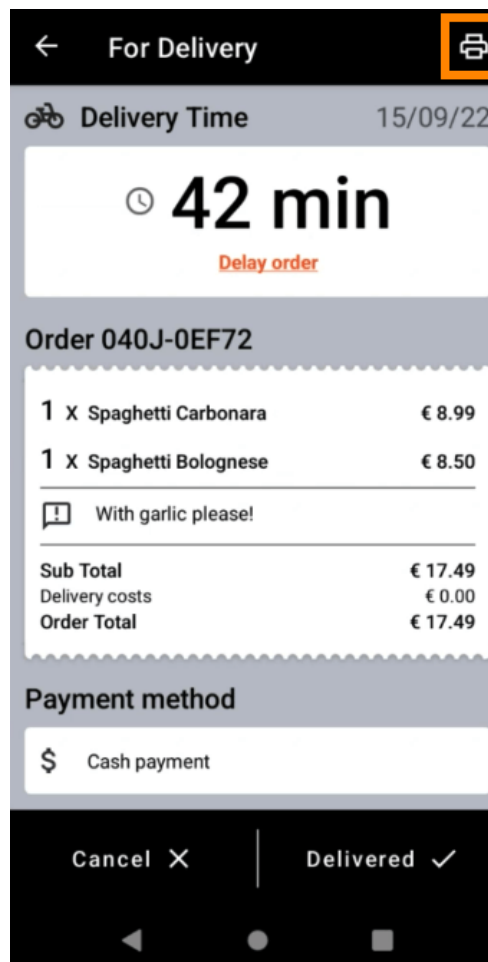 For Delivery
Delivery Time 15/09/22
42 min
Delay order
Order 040J-0EF72
1 x Spaghetti Carbonara € 8.99
1 x Spaghetti Bolognese € 8.50
With garlic please!
Sub Total € 17.49
Delivery costs € 0.00
Order Total € 17.49
Payment method
$ Cash payment
Cancel Delivered